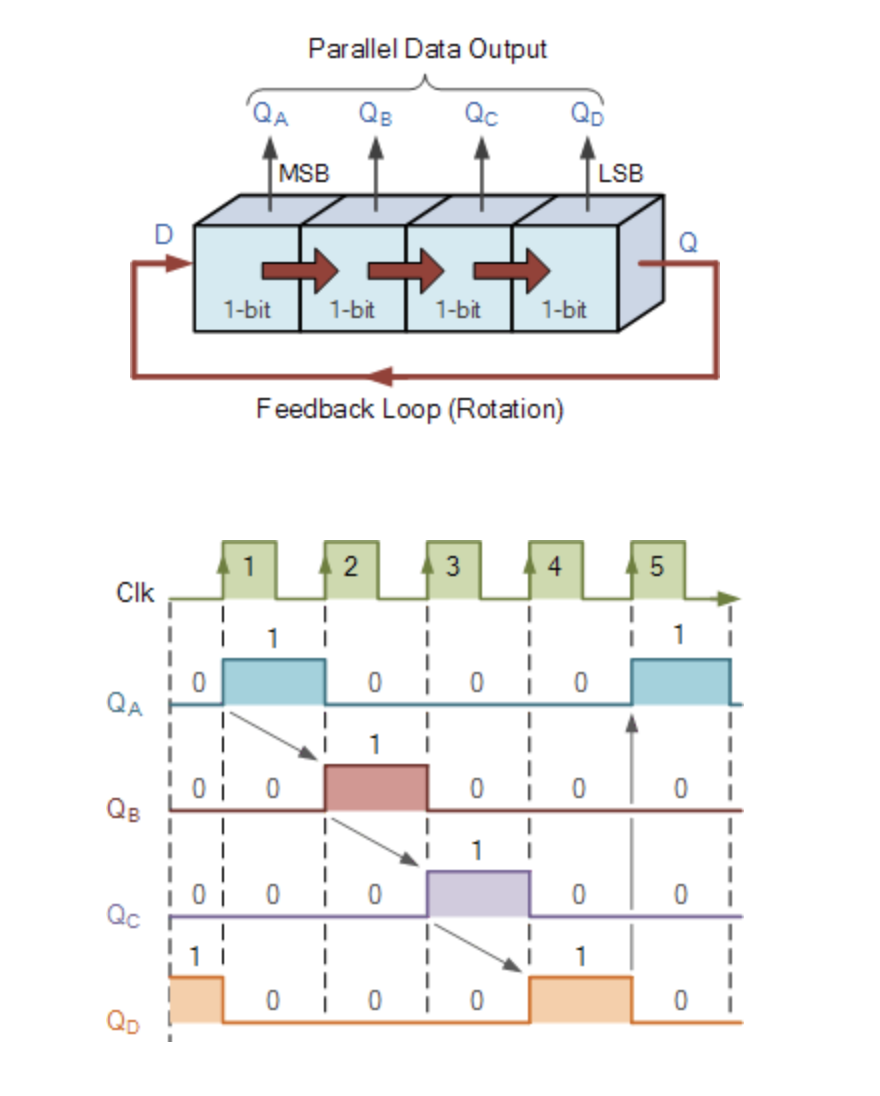 Parallel Data Output
QA QB QC QD
MSB LSB
D Q
1-bit 1-bit 1-bit 1-bit
Feedback Loop (Rotation)
Clk 1 2 3 4 5
1 1
QA 0 0 0 0
1
QB 0 0 0 0 0
1
QC 0 0 0 0 0
1 1
QD 0 0 0 0